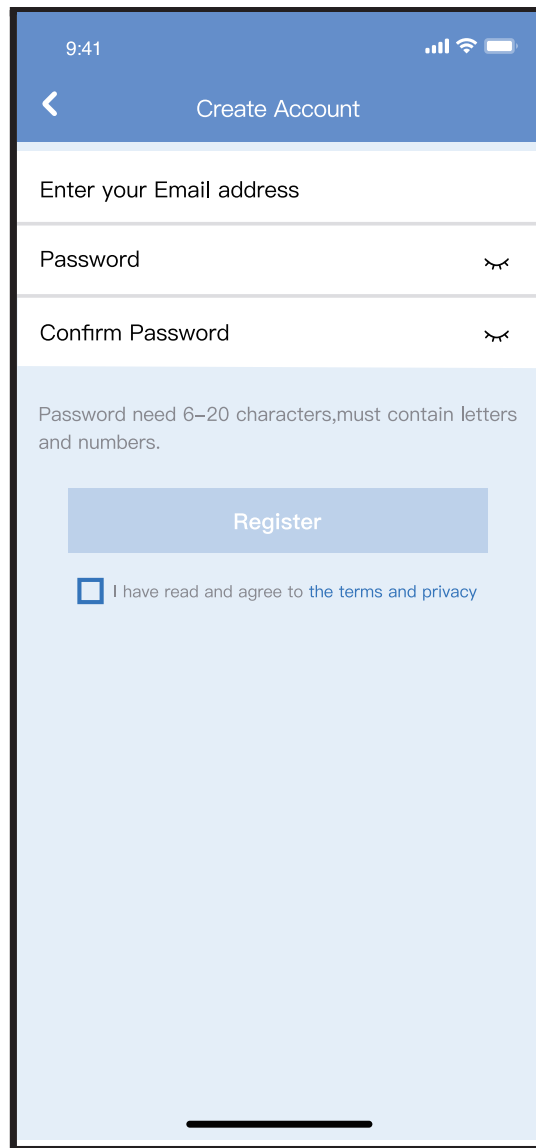 9:41
Create Account
Enter your Email address
Password
Confirm Password
Password need 6–20 characters,must contain letters
and numbers.
Register
I have read and agree to the terms and privacy